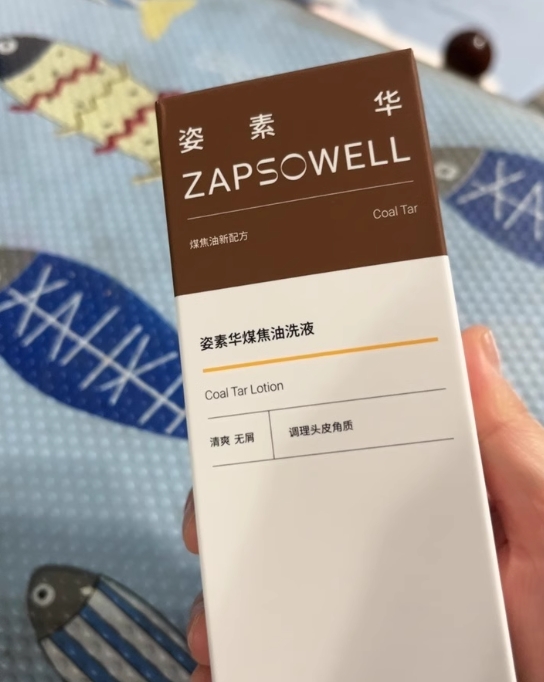 姿素华
ZAPSOWELL
Coal Tar
煤焦油新配方
姿素华煤焦油洗液
Coal Tar Lotion
清爽 无屑
调理头皮角质